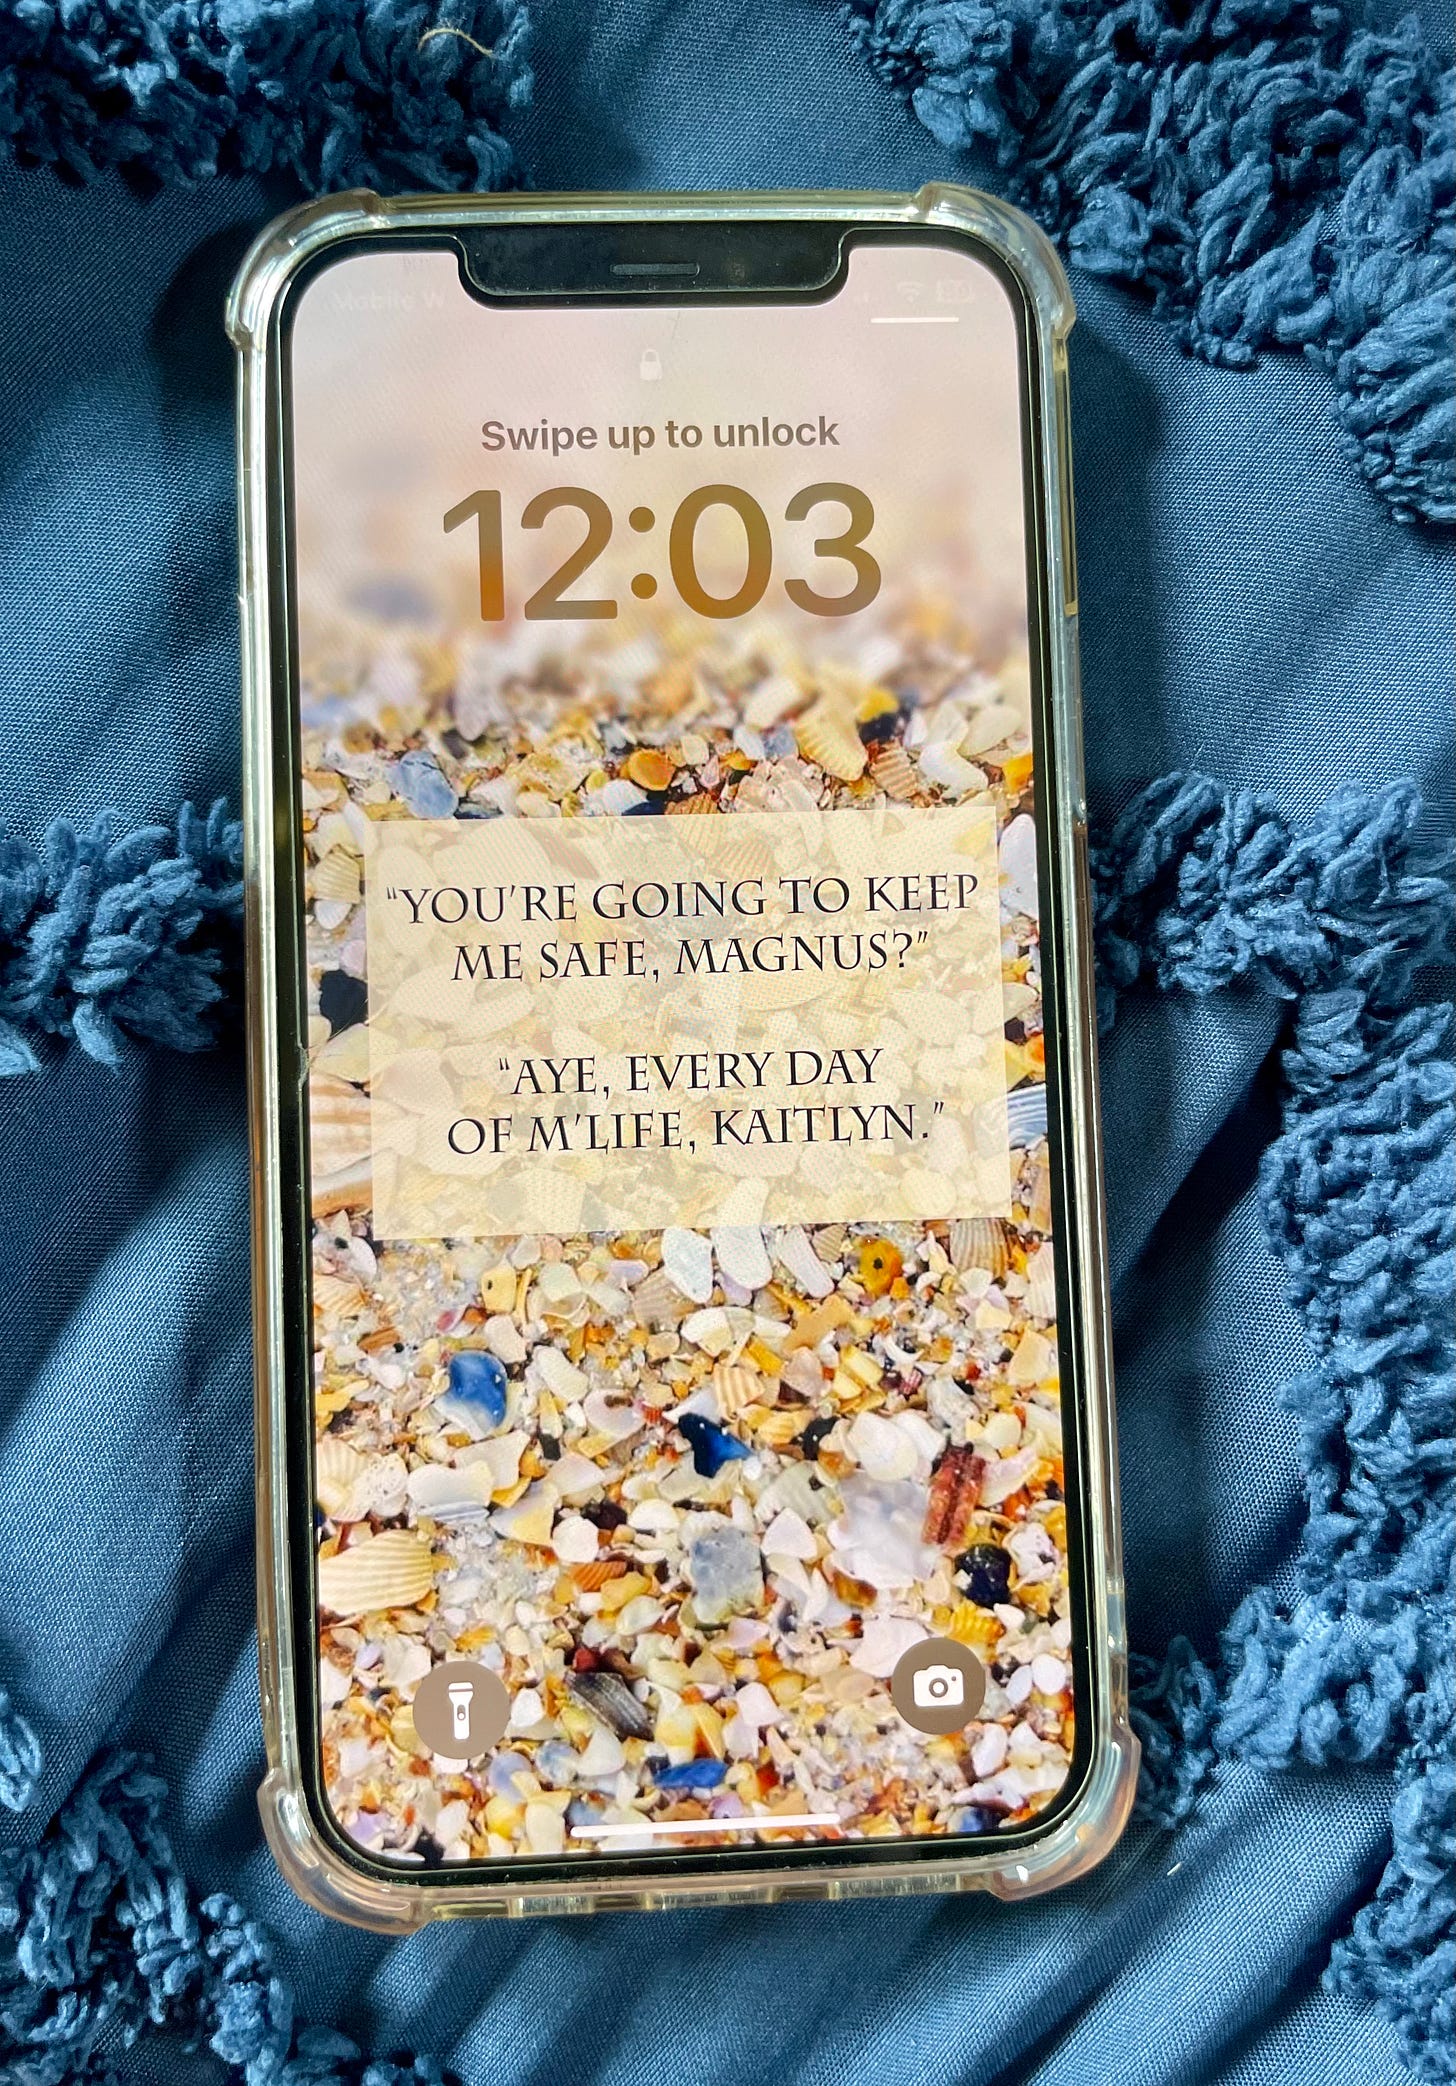 Swipe up to unlock
12:03
"YOU'RE GOING TO KEEP
ME SAFE, MAGNUS?"
"AYE, EVERY DAY
OF M'LIFE, KAITLYN."